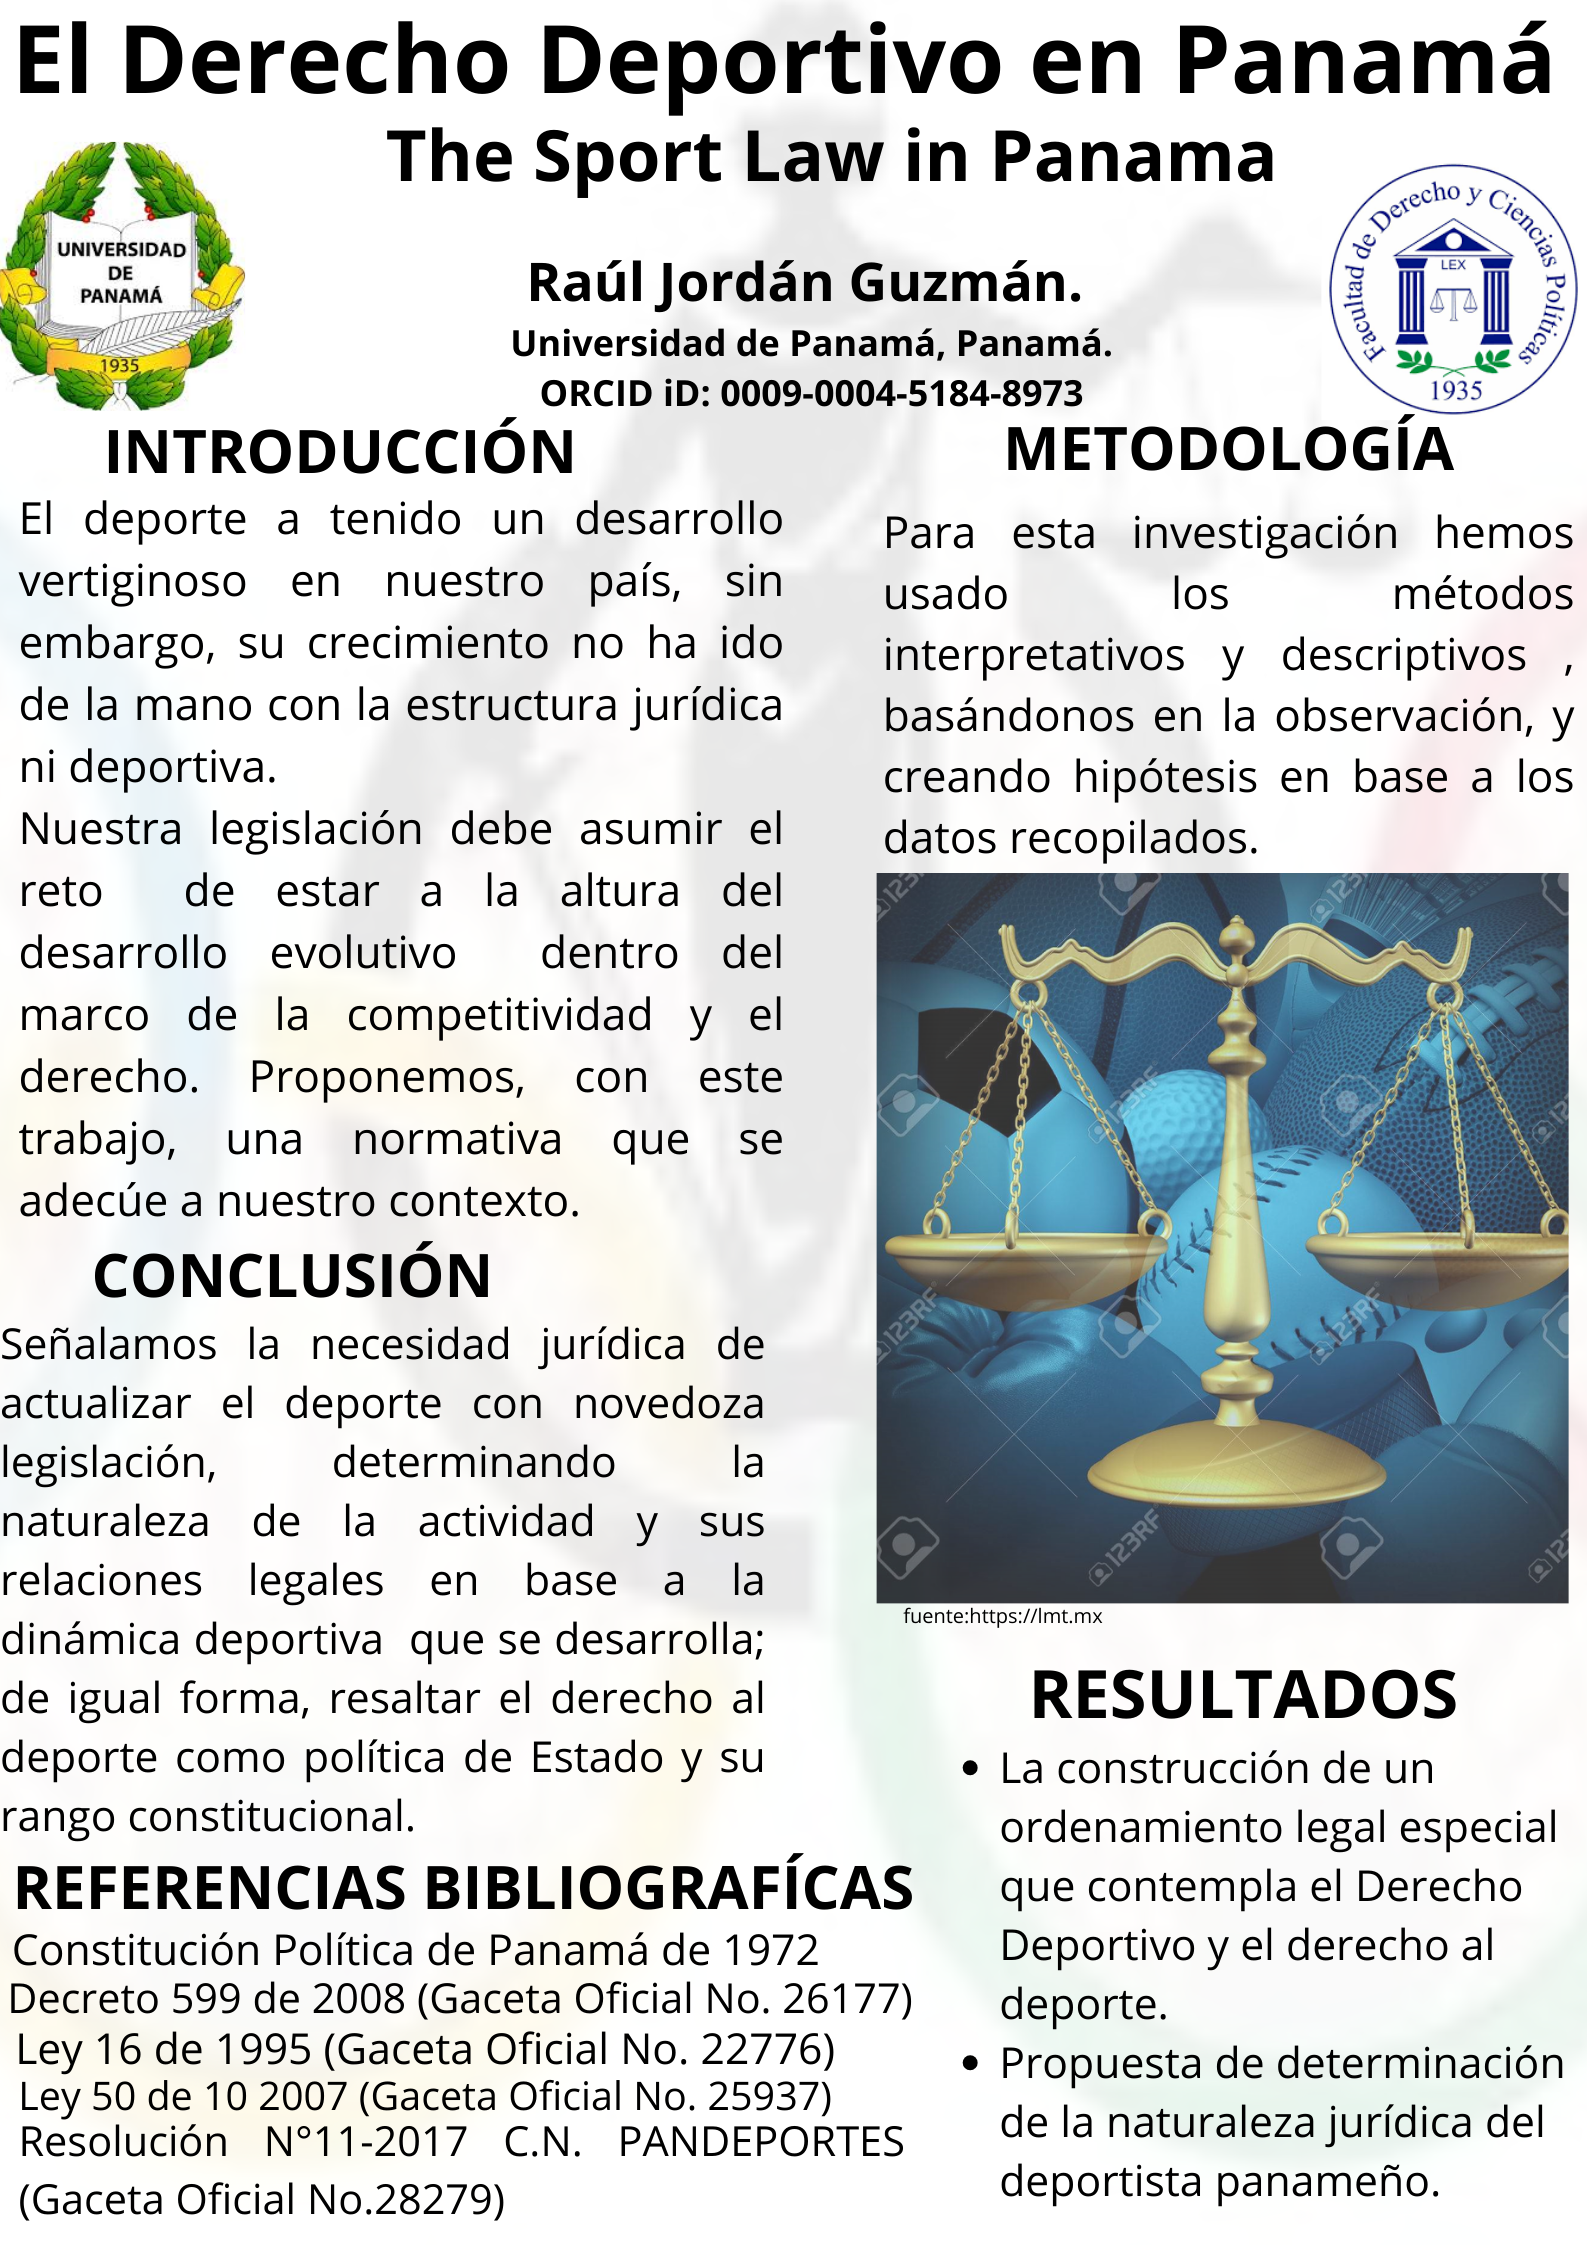 El Derecho Deportivo en Panamá
The Sport Law in Panama
UNIVERSIDAD
DE
PANAMÁ
1935
Facultad de Derecho y Ciencias Políticas
LEX
1935
Raúl Jordán Guzmán.
Universidad de Panamá, Panamá.
ORCID iD: 0009-0004-5184-8973
INTRODUCCIÓN
El deporte a tenido un desarrollo
vertiginoso en nuestro país, sin
embargo, su crecimiento no ha ido
de la mano con la estructura jurídica
ni deportiva.
Nuestra legislación debe asumir el
reto de estar a la altura del
desarrollo evolutivo dentro del
marco de la competitividad y el
derecho. Proponemos, con este
trabajo, una normativa que se
adecúe a nuestro contexto.
CONCLUSIÓN
Señalamos la necesidad jurídica de
actualizar el deporte con novedoza
legislación, determinando la
naturaleza de la actividad y sus
relaciones legales en base a la
dinámica deportiva que se desarrolla;
de igual forma, resaltar el derecho al
deporte como política de Estado y su
rango constitucional.
REFERENCIAS BIBLIOGRAFÍCAS
Constitución Política de Panamá de 1972
Decreto 599 de 2008 (Gaceta Oficial No. 26177)
Ley 16 de 1995 (Gaceta Oficial No. 22776)
Ley 50 de 10 2007 (Gaceta Oficial No. 25937)
Resolución N°11-2017 C.N. PANDEPORTES
(Gaceta Oficial No.28279)
METODOLOGÍA
Para esta investigación hemos
usado los métodos
interpretativos y descriptivos ,
basándonos en la observación, y
creando hipótesis en base a los
datos recopilados.
123RF
123RF
123RF
123RF
123RF
123RF
fuente:https://lmt.mx
RESULTADOS
• La construcción de un
ordenamiento legal especial
que contempla el Derecho
Deportivo y el derecho al
deporte.
• Propuesta de determinación
de la naturaleza jurídica del
deportista panameño.